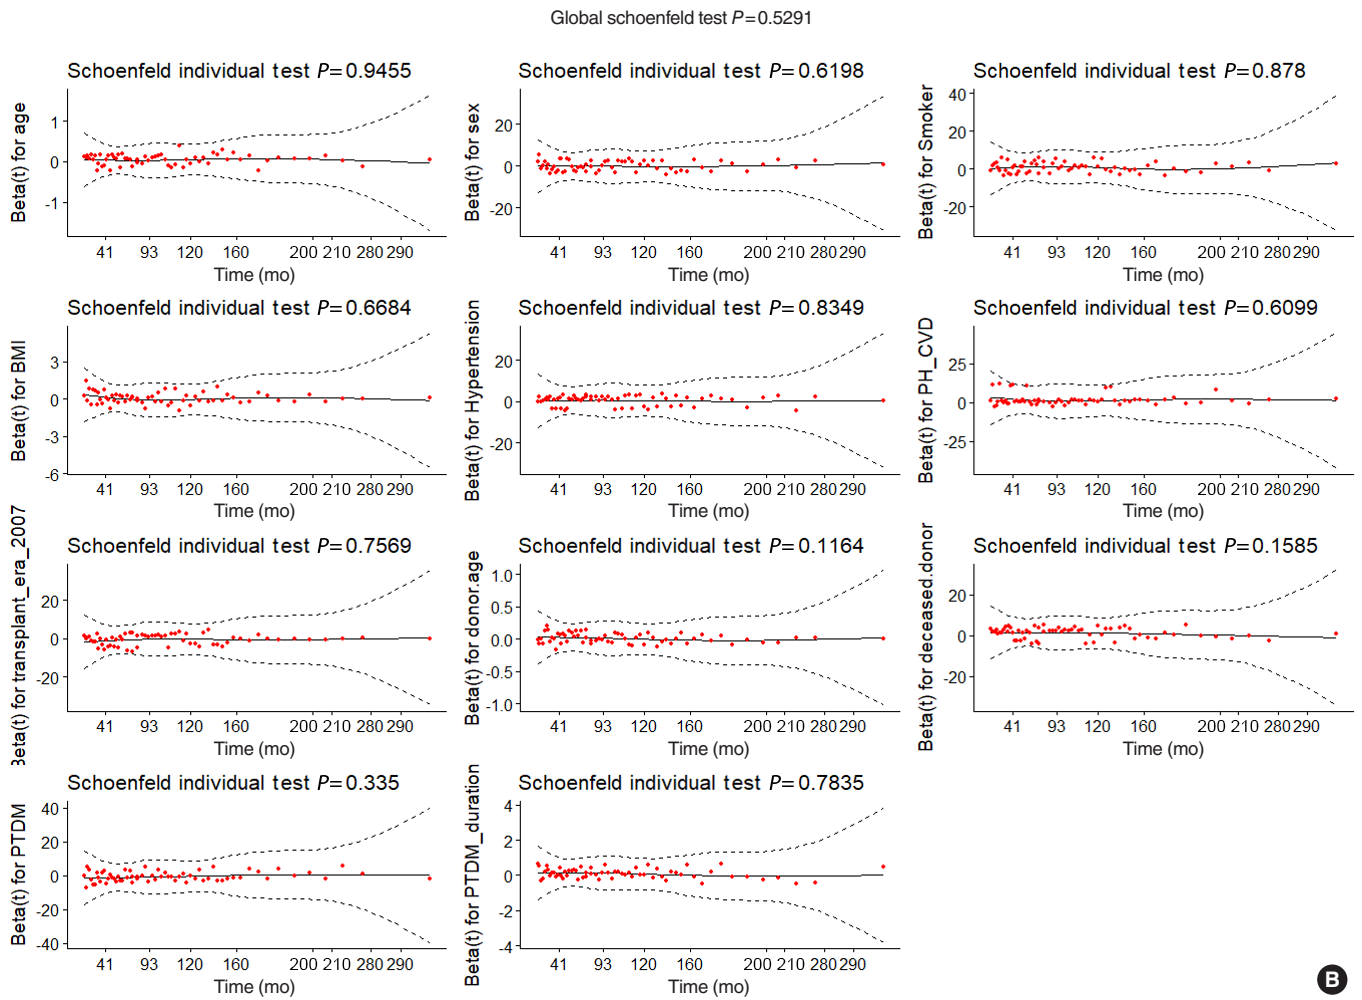 Global schoenfeld test P=0.5291
Schoenfeld individual test P=0.9455
Beta(t) for age
1
0
-1
41 93 120 160 200 210 280 290
Time (mo)
Schoenfeld individual test P=0.6198
Beta(t) for sex
20
0
-20
41 93 120 160 200 210 280 290
Time (mo)
Schoenfeld individual test P=0.878
Beta(t) for Smoker
40
20
0
-20
41 93 120 160 200 210 280 290
Time (mo)
Schoenfeld individual test P=0.6684
Beta(t) for BMI
3
0
-3
-6
41 93 120 160 200 210 280 290
Time (mo)
Schoenfeld individual test P=0.8349
Beta(t) for Hypertension
20
0
-20
41 93 120 160 200 210 280 290
Time (mo)
Schoenfeld individual test P=0.6099
Beta(t) for PH_CVD
25
0
-25
41 93 120 160 200 210 280 290
Time (mo)
Schoenfeld individual test P=0.7569
Beta(t) for transplant_era_2007
20
0
-20
41 93 120 160 200 210 280 290
Time (mo)
Schoenfeld individual test P=0.1164
Beta(t) for donor.age
1.0
0.5
0.0
-0.5
-1.0
41 93 120 160 200 210 280 290
Time (mo)
Schoenfeld individual test P=0.1585
Beta(t) for deceased.donor
20
0
-20
41 93 120 160 200 210 280 290
Time (mo)
Schoenfeld individual test P=0.335
Beta(t) for PTDM
40
20
0
-20
-40
41 93 120 160 200 210 280 290
Time (mo)
Schoenfeld individual test P=0.7835
Beta(t) for PTDM_duration
4
2
0
-2
-4
41 93 120 160 200 210 280 290
Time (mo)
B